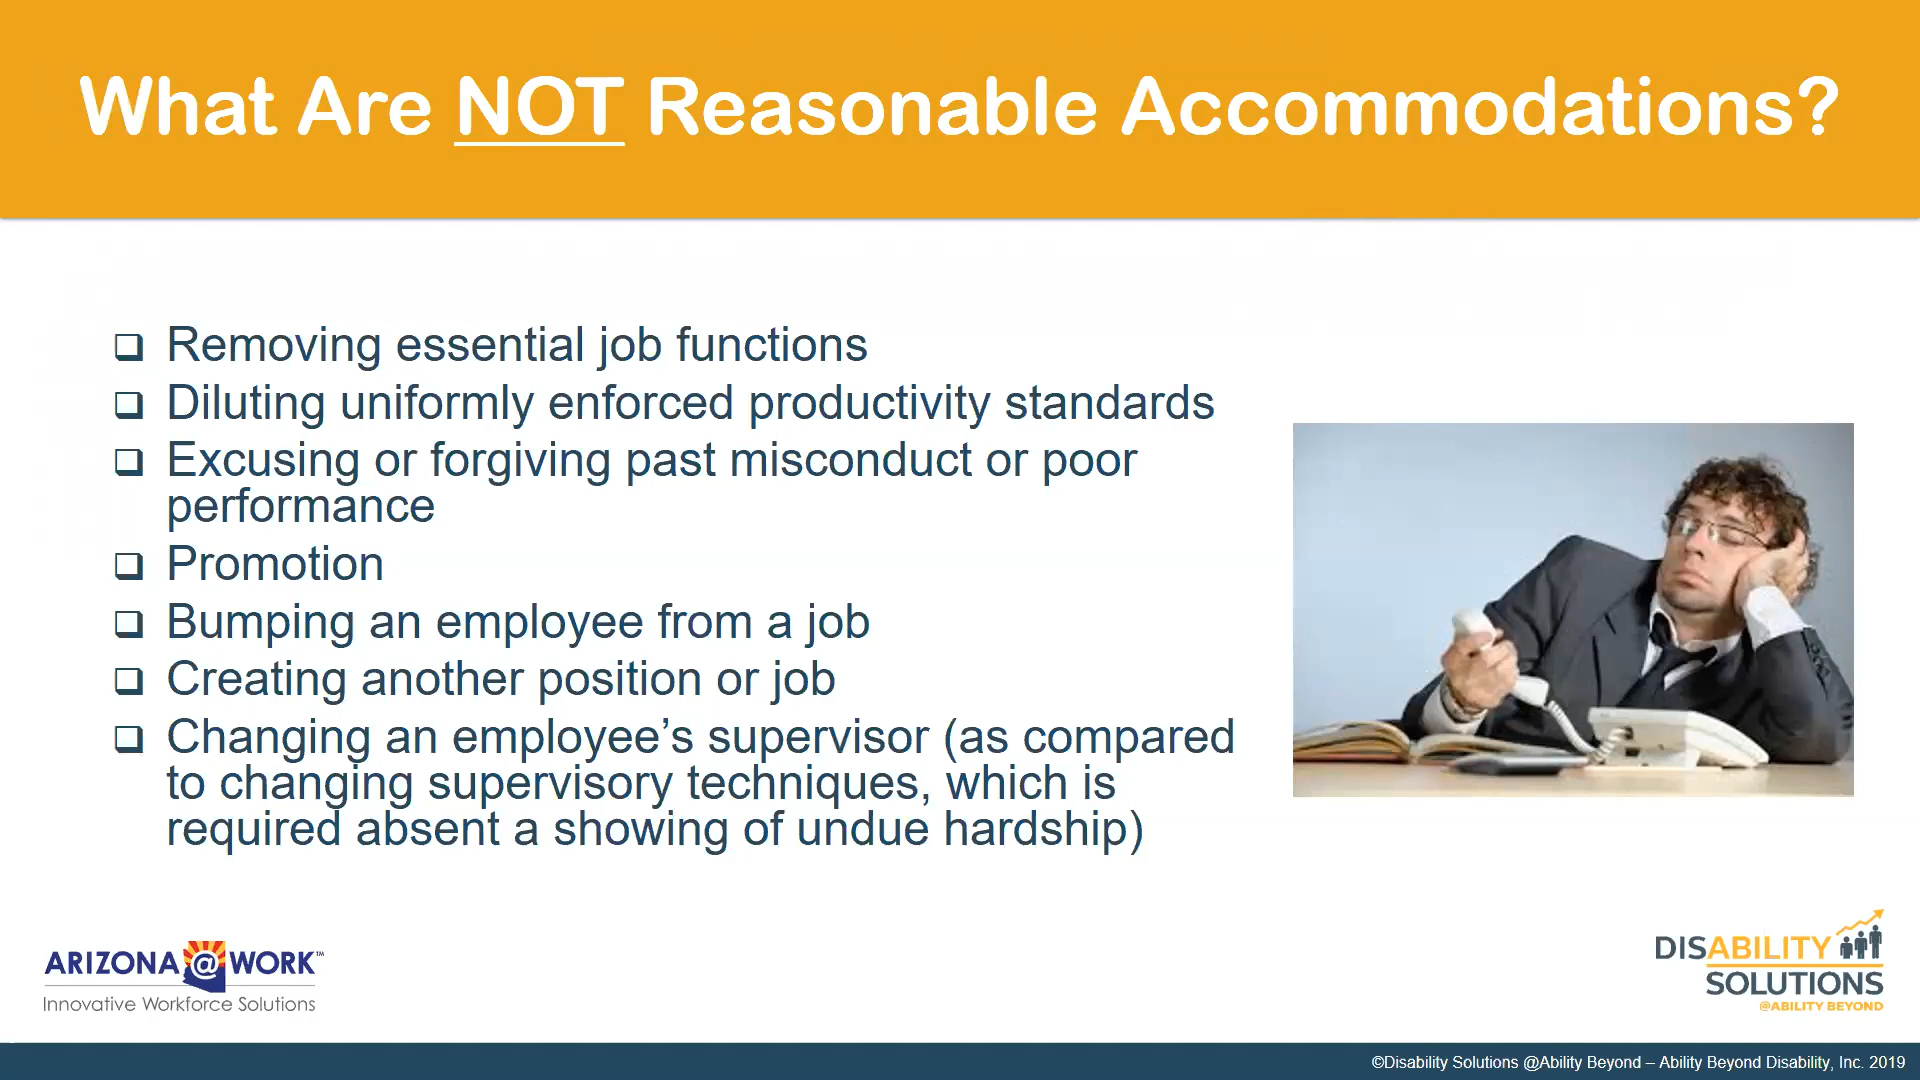 What Are NOT Reasonable Accommodations?
❑ Removing essential job functions
❑ Diluting uniformly enforced productivity standards
❑ Excusing or forgiving past misconduct or poor
performance
❑ Promotion
❑ Bumping an employee from a job
❑ Creating another position or job
❑ Changing an employee’s supervisor (as compared
to changing supervisory techniques, which is
required absent a showing of undue hardship)
ARIZONA@WORK™
Innovative Workforce Solutions
DISABILITY
SOLUTIONS
@ABILITY BEYOND
©Disability Solutions @Ability Beyond – Ability Beyond Disability, Inc. 2019